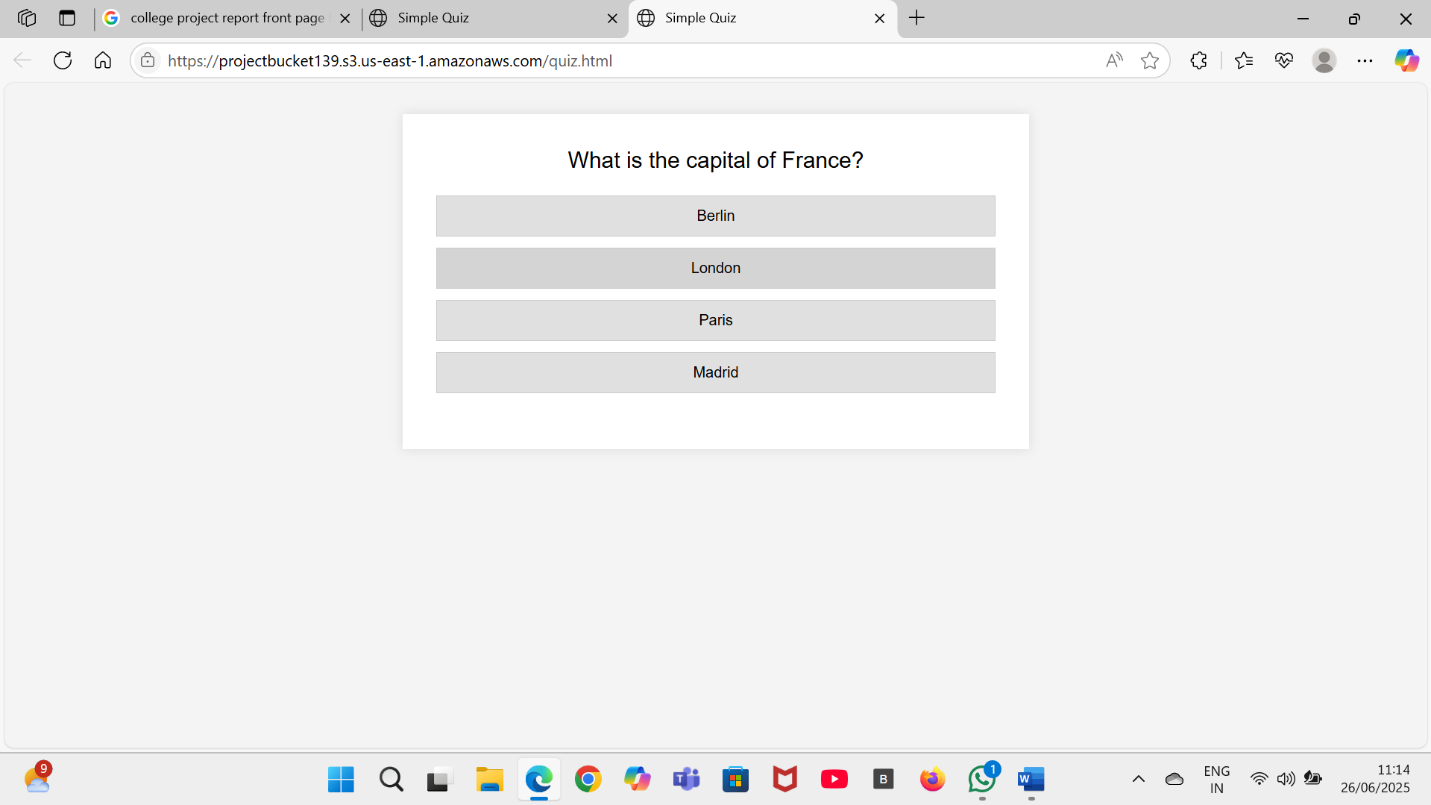 college project report front page
Simple Quiz
Simple Quiz
https://projectbucket139.s3.us-east-1.amazonaws.com/quiz.html
What is the capital of France?
Berlin
London
Paris
Madrid
9
T
B
1
W
ENG
IN
11:14
26/06/2025